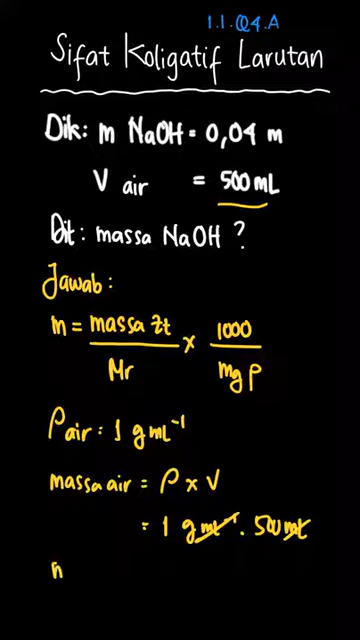 1.1.Q4.A
Sifat Koligatif Larutan
Dik: m NaOH = 0,04 m
V air = 500 mL
Dit: massa NaOH ?
Jawab:
m = massa zt / Mr × 1000 / mg p
ρ air : 1 g mL⁻¹
massa air = ρ x V
= 1 g mL⁻¹ . 500 mL